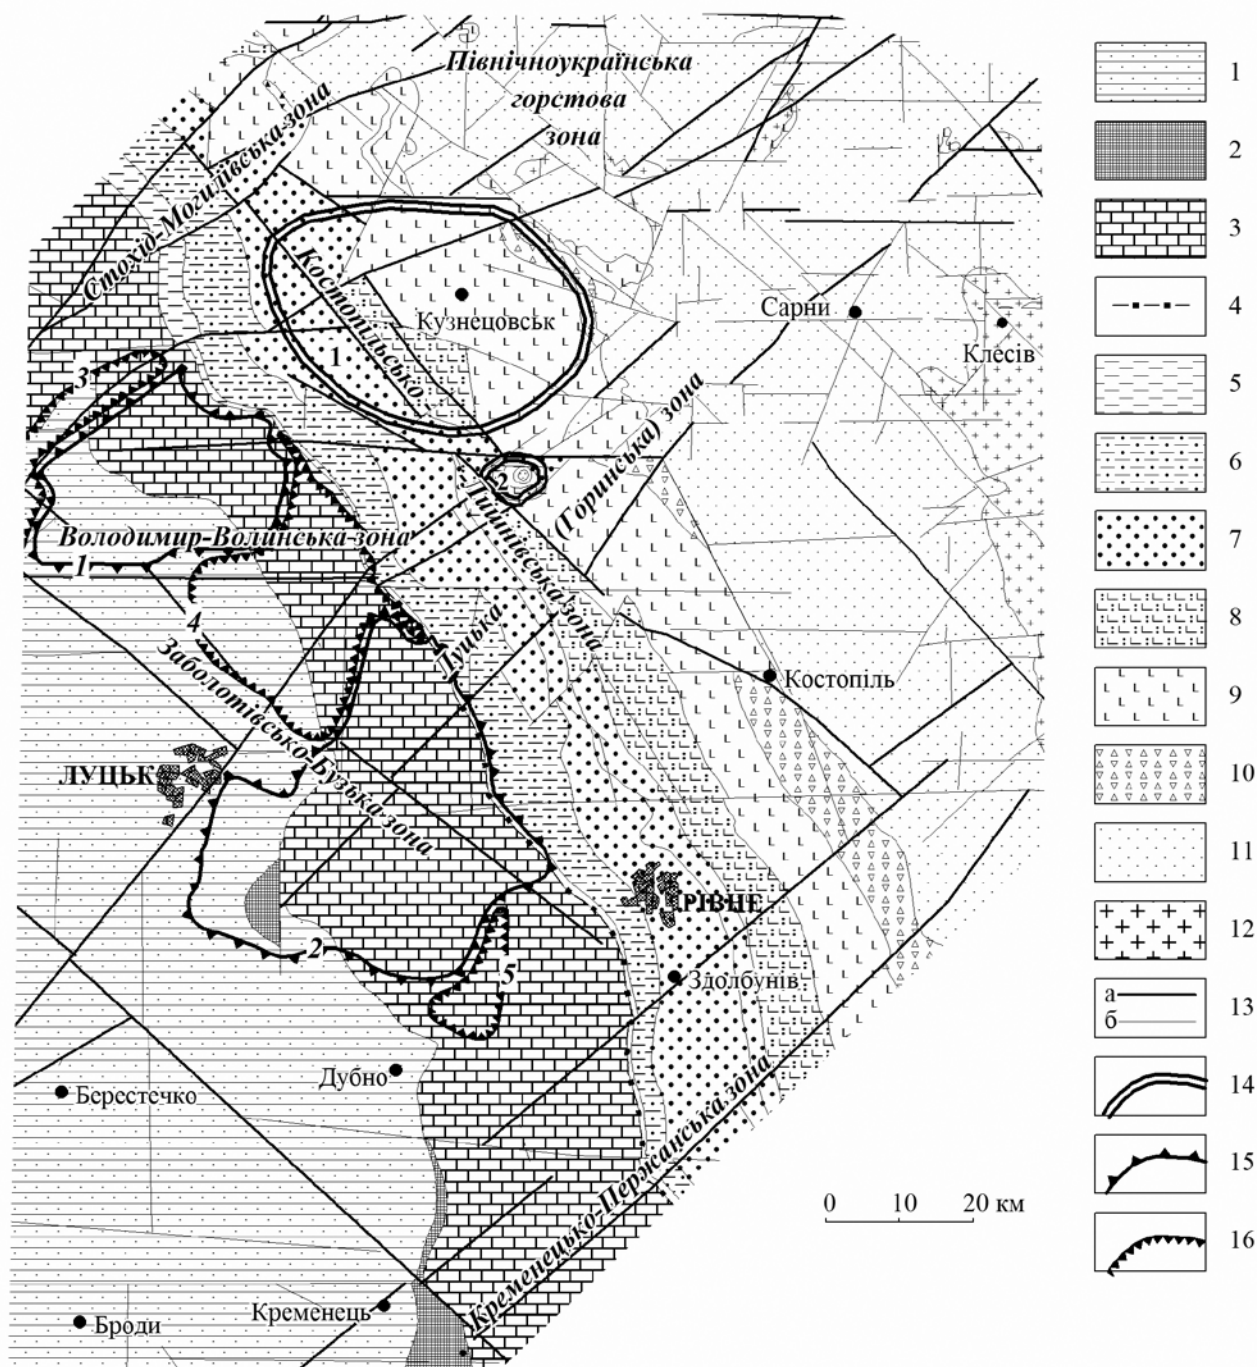 Північноукраїнська
горстова
зона
Стохід-Могилівська зона
Костопільсько-
Кузнецовськ
Сарни
Клесів
1
3
2
Лишнівська зона
(Горинська) зона
Володимир-Волинська зона
1
4
Луцька
Заболотівсько-Бузька зона
Костопіль
ЛУЦЬК
РІВНЕ
2
5
Здолбунів
Дубно
Берестечко
Кременецько-Пержанська зона
0 10 20 км
Кременець
Броди
1
2
3
4
5
6
7
8
9
10
11
12
а
б
13
14
15
16